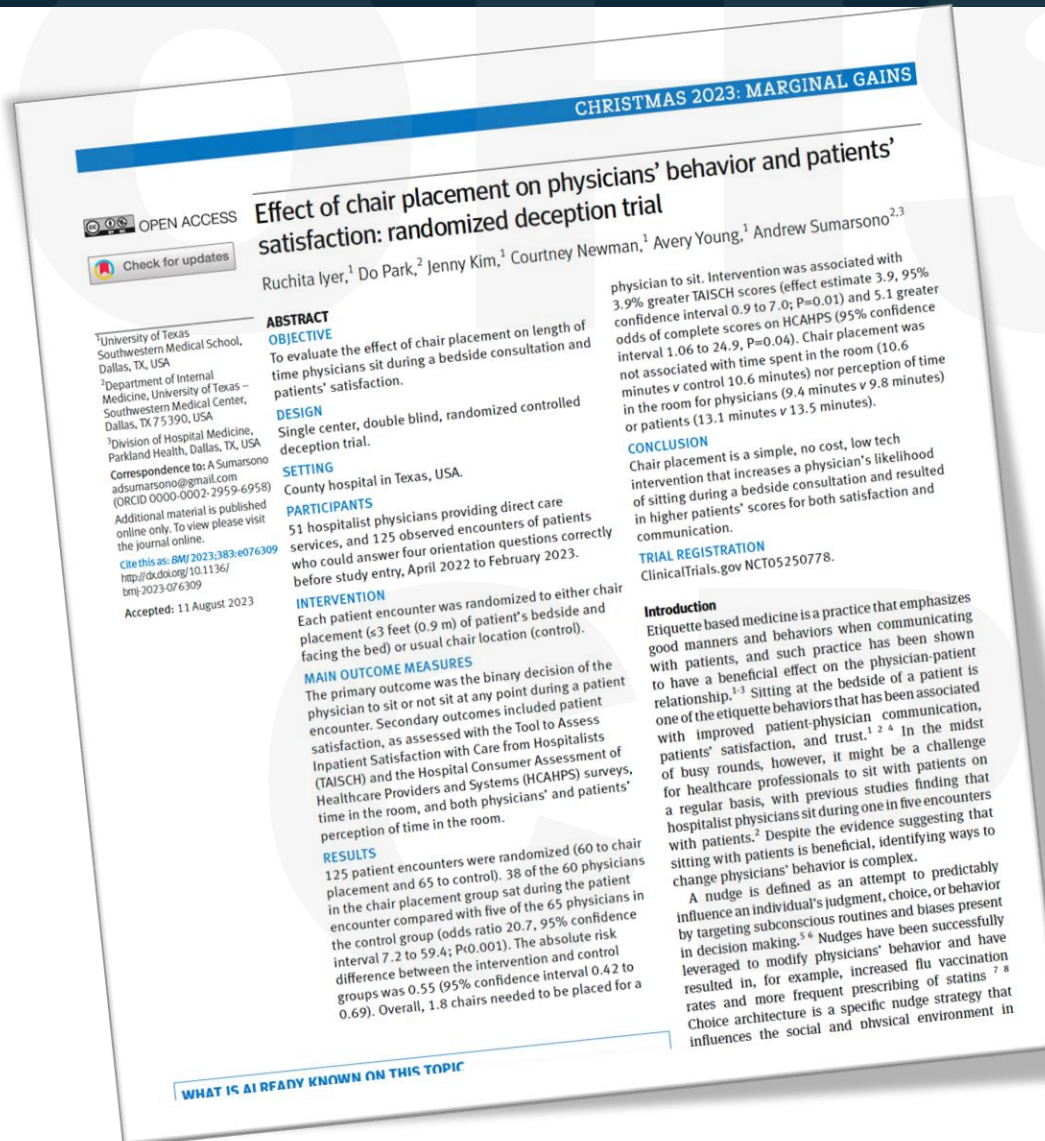 CHRISTMAS 2023: MARGINAL GAINS
OPEN ACCESS
Check for updates
Effect of chair placement on physicians’ behavior and patients’
satisfaction: randomized deception trial
Ruchita Iyer,1 Do Park,2 Jenny Kim,1 Courtney Newman,1 Avery Young,1 Andrew Sumarsono2,3
1University of Texas
Southwestern Medical School,
Dallas, TX, USA
2Department of Internal
Medicine, University of Texas –
Southwestern Medical Center,
Dallas, TX 75390, USA
3Division of Hospital Medicine,
Parkland Health, Dallas, TX, USA
Correspondence to: A Sumarsono
adsumarsono@gmail.com
(ORCID 0000-0002-2959-6958)
Additional material is published
online only. To view please visit
the journal online.
Cite this as: BMJ 2023;383:e076309
http://dx.doi.org/10.1136/
bmj-2023-076309
Accepted: 11 August 2023
ABSTRACT
OBJECTIVE
To evaluate the effect of chair placement on length of
time physicians sit during a bedside consultation and
patients’ satisfaction.
DESIGN
Single center, double blind, randomized controlled
deception trial.
SETTING
County hospital in Texas, USA.
PARTICIPANTS
51 hospitalist physicians providing direct care
services, and 125 observed encounters of patients
who could answer four orientation questions correctly
before study entry, April 2022 to February 2023.
INTERVENTION
Each patient encounter was randomized to either chair
placement (≤3 feet (0.9 m) of patient’s bedside and
facing the bed) or usual chair location (control).
MAIN OUTCOME MEASURES
The primary outcome was the binary decision of the
physician to sit or not sit at any point during a patient
encounter. Secondary outcomes included patient
satisfaction, as assessed with the Tool to Assess
Inpatient Satisfaction with Care from Hospitalists
(TAISCH) and the Hospital Consumer Assessment of
Healthcare Providers and Systems (HCAHPS) surveys,
time in the room, and both physicians’ and patients’
perception of time in the room.
RESULTS
125 patient encounters were randomized (60 to chair
placement and 65 to control). 38 of the 60 physicians
in the chair placement group sat during the patient
encounter compared with five of the 65 physicians in
the control group (odds ratio 20.7, 95% confidence
interval 7.2 to 59.4; P<0.001). The absolute risk
difference between the intervention and control
groups was 0.55 (95% confidence interval 0.42 to
0.69). Overall, 1.8 chairs needed to be placed for a
physician to sit. Intervention was associated with
3.9% greater TAISCH scores (effect estimate 3.9, 95%
confidence interval 0.9 to 7.0; P=0.01) and 5.1 greater
odds of complete scores on HCAHPS (95% confidence
interval 1.06 to 24.9, P=0.04). Chair placement was
not associated with time spent in the room (10.6
minutes v control 10.6 minutes) nor perception of time
in the room for physicians (9.4 minutes v 9.8 minutes)
or patients (13.1 minutes v 13.5 minutes).
CONCLUSION
Chair placement is a simple, no cost, low tech
intervention that increases a physician’s likelihood
of sitting during a bedside consultation and resulted
in higher patients’ scores for both satisfaction and
communication.
TRIAL REGISTRATION
ClinicalTrials.gov NCT05250778.
Introduction
Etiquette based medicine is a practice that emphasizes
good manners and behaviors when communicating
with patients, and such practice has been shown
to have a beneficial effect on the physician-patient
relationship.1-3 Sitting at the bedside of a patient is
one of the etiquette behaviors that has been associated
with improved patient-physician communication,
patients’ satisfaction, and trust.1 2 4 In the midst
of busy rounds, however, it might be a challenge
for healthcare professionals to sit with patients on
a regular basis, with previous studies finding that
hospitalist physicians sit during one in five encounters
with patients.2 Despite the evidence suggesting that
sitting with patients is beneficial, identifying ways to
change physicians’ behavior is complex.
A nudge is defined as an attempt to predictably
influence an individual’s judgment, choice, or behavior
by targeting subconscious routines and biases present
in decision making.5 6 Nudges have been successfully
leveraged to modify physicians’ behavior and have
resulted in, for example, increased flu vaccination
rates and more frequent prescribing of statins 7 8
Choice architecture is a specific nudge strategy that
influences the social and physical environment in
WHAT IS ALREADY KNOWN ON THIS TOPIC